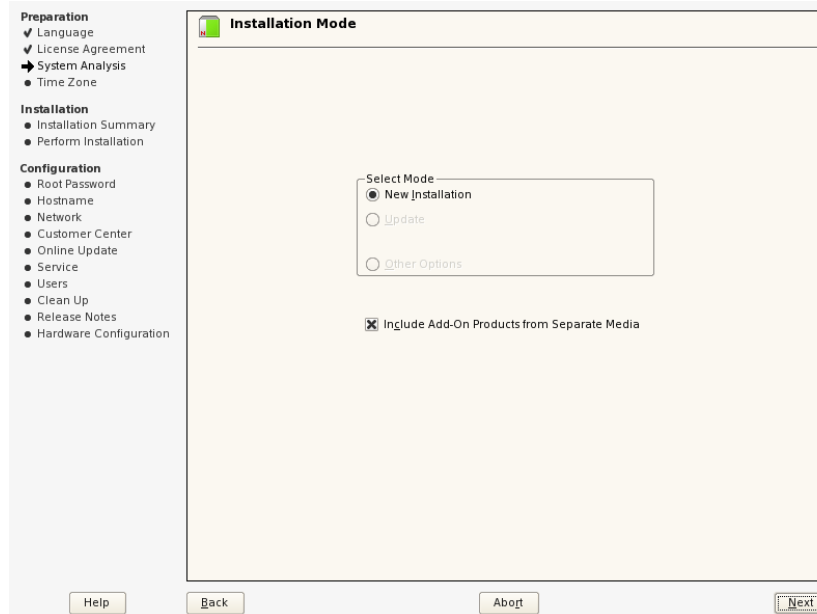 Preparation
Language
License Agreement
System Analysis
Time Zone
Installation
Installation Summary
Perform Installation
Configuration
Root Password
Hostname
Network
Customer Center
Online Update
Service
Users
Clean Up
Release Notes
Hardware Configuration
Installation Mode
Select Mode
New Installation
Update
Other Options
Include Add-On Products from Separate Media
Help
Back
Abort
Next